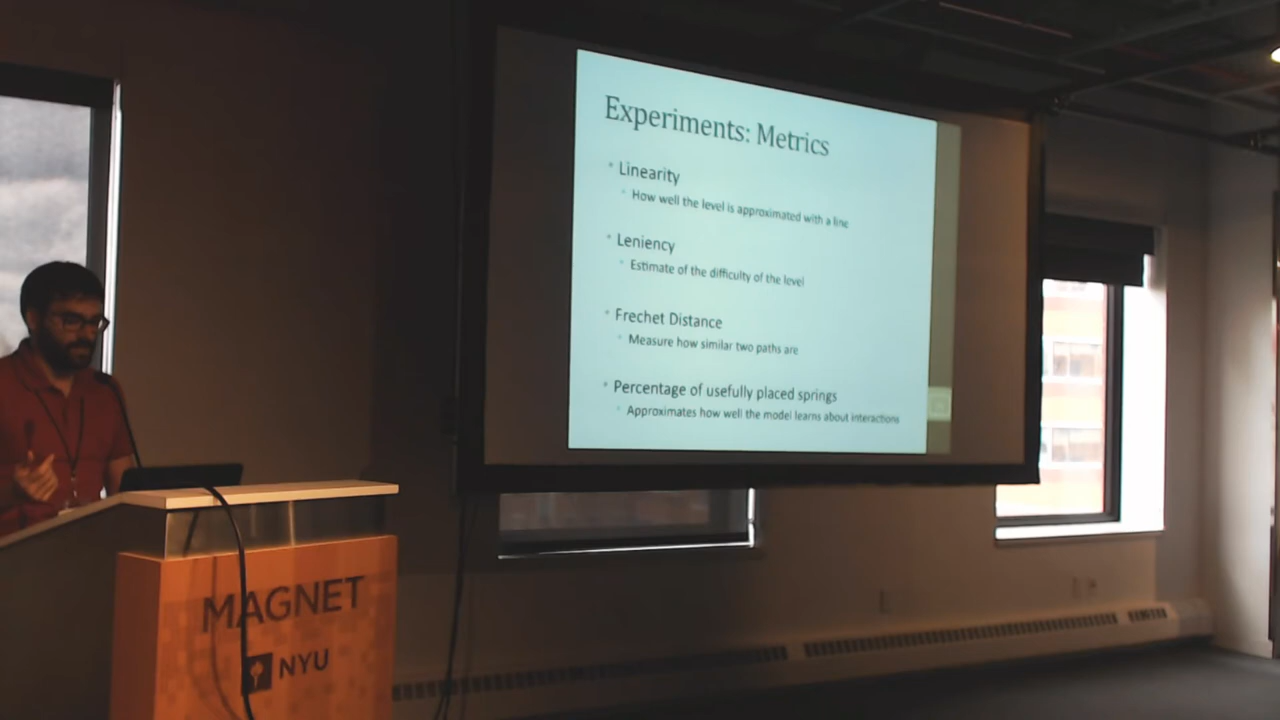 Experiments: Metrics
Linearity
How well the level is approximated with a line
Leniency
Estimate of the difficulty of the level
Frechet Distance
Measure how similar two paths are
Percentage of usefully placed springs
Approximates how well the model learns about interactions
MAGNET
NYU